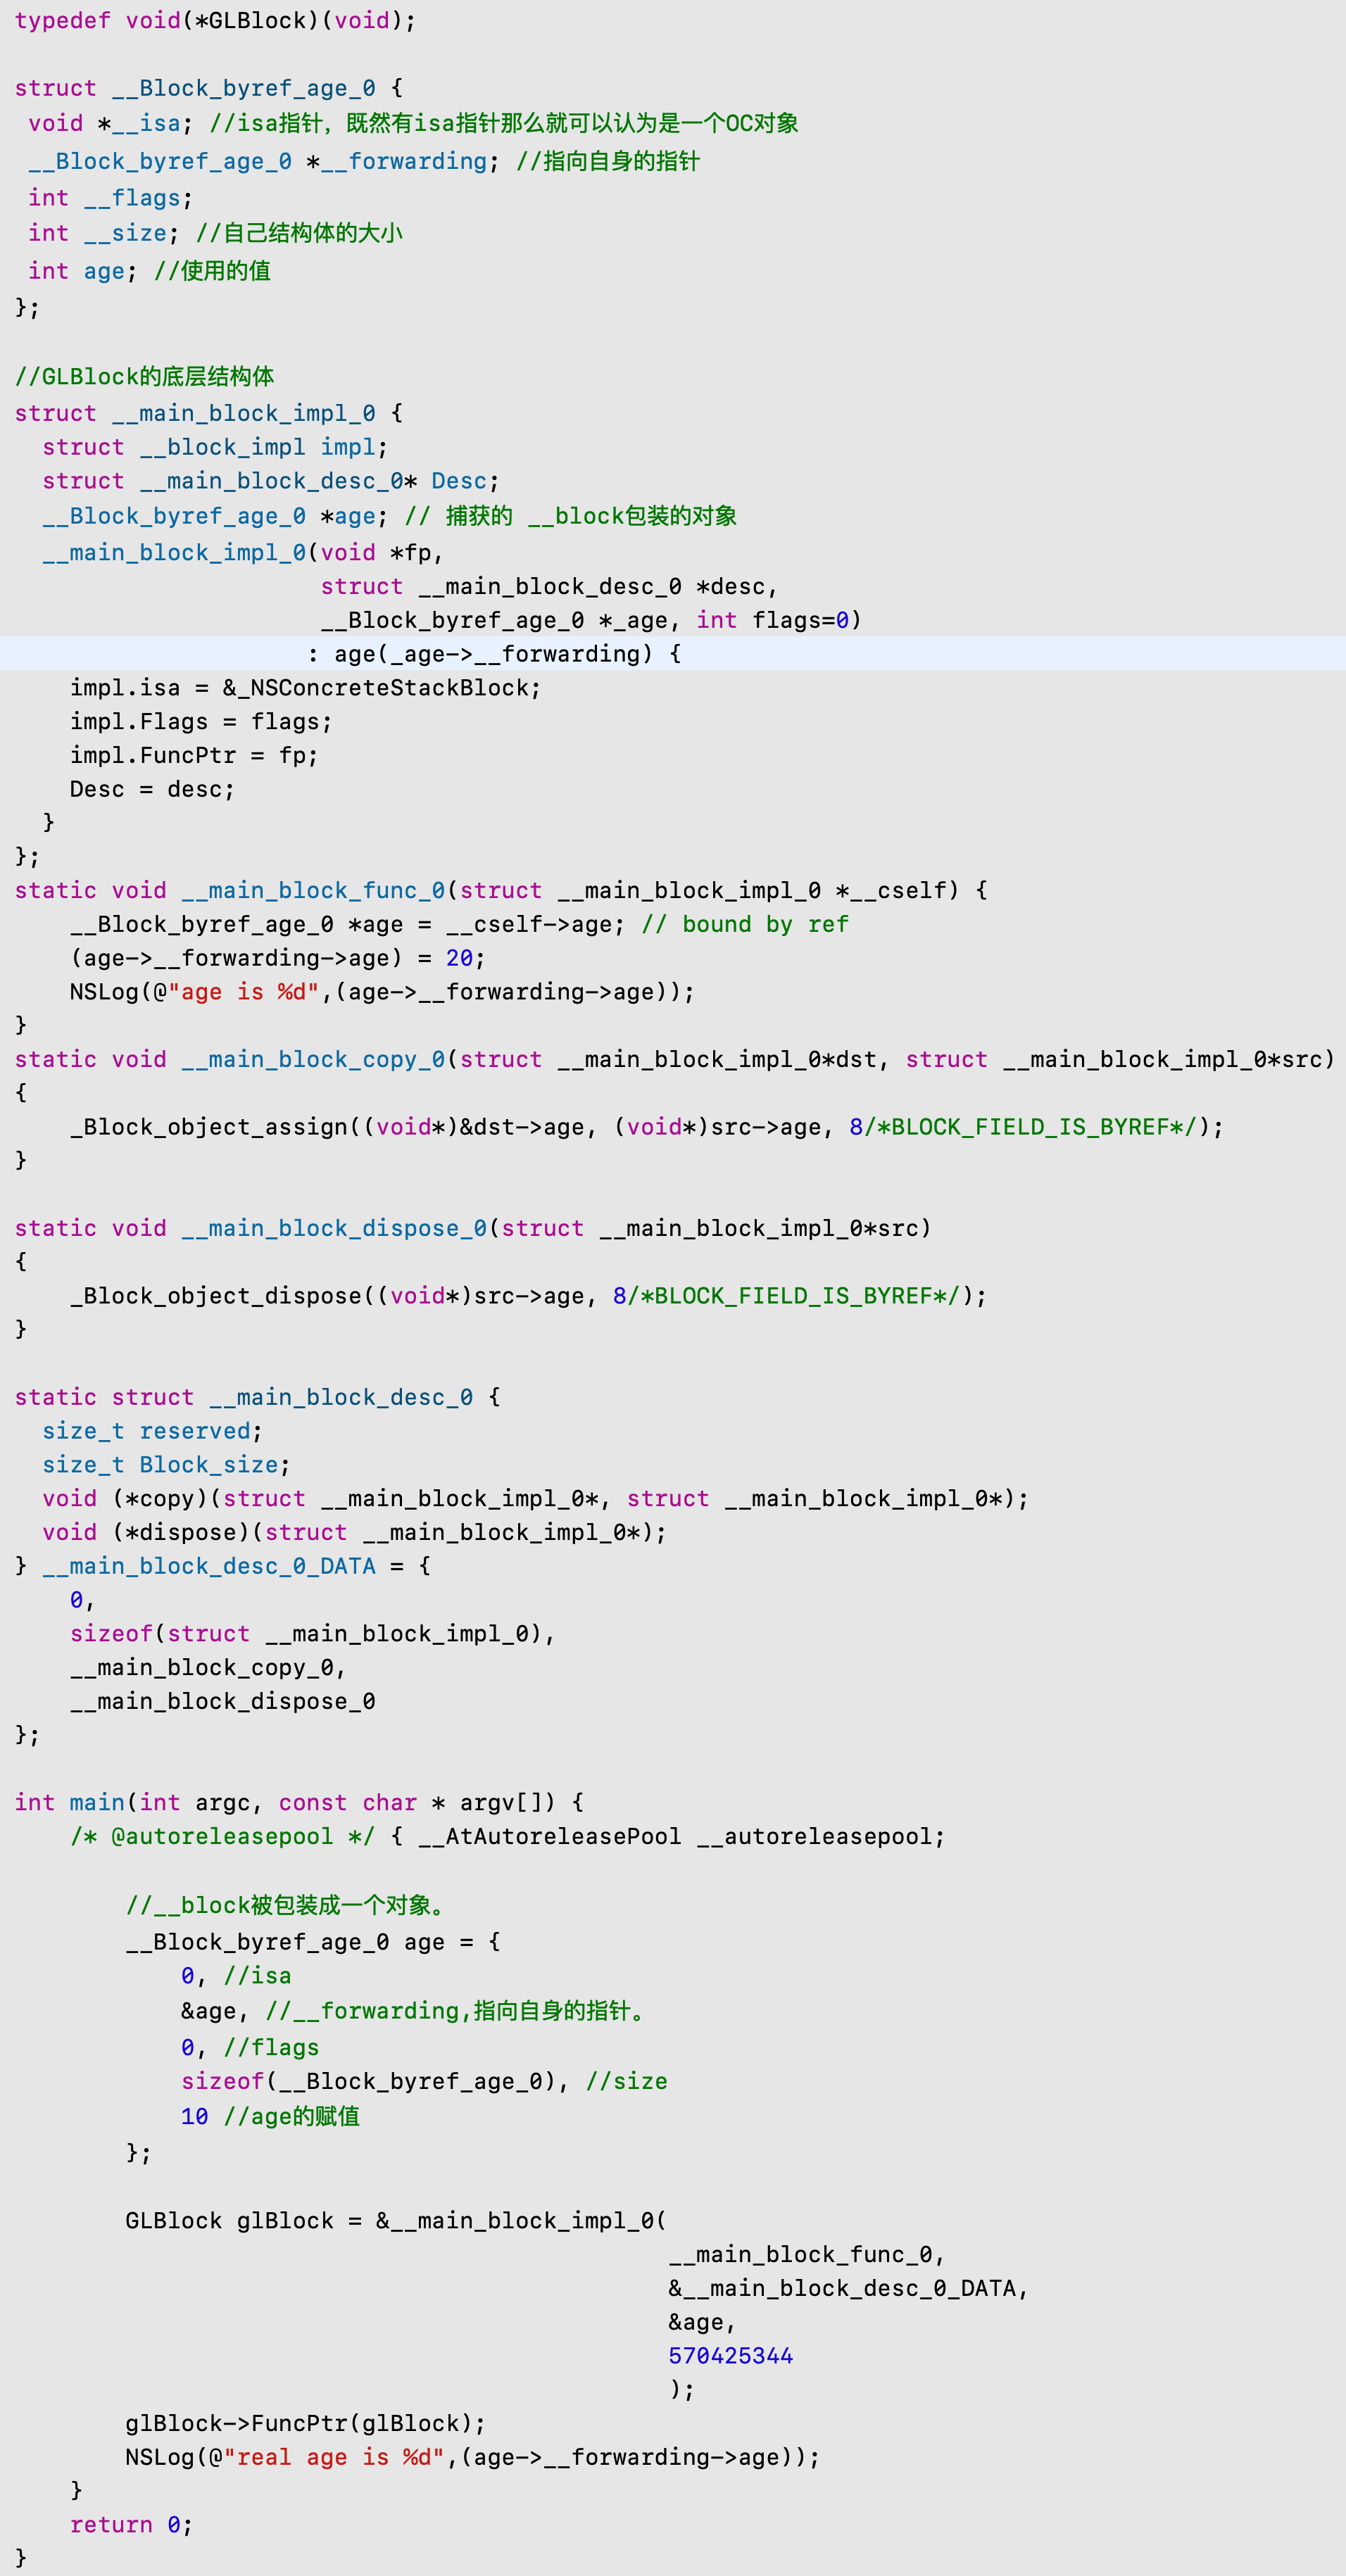 typedef void(*GLBlock)(void);
struct __Block_byref_age_0 {
void *__isa; //isa指针，既然有isa指针那么就可以认为是一个OC对象
__Block_byref_age_0 *__forwarding; //指向自身的指针
int __flags;
int __size; //自己结构体的大小
int age; //使用的值
};
//GLBlock的底层结构体
struct __main_block_impl_0 {
struct __block_impl impl;
struct __main_block_desc_0* Desc;
__Block_byref_age_0 *age; // 捕获的 __block包装的对象
__main_block_impl_0(void *fp,
struct __main_block_desc_0 *desc,
__Block_byref_age_0 *_age, int flags=0)
: age(_age->__forwarding) {
impl.isa = &_NSConcreteStackBlock;
impl.Flags = flags;
impl.FuncPtr = fp;
Desc = desc;
}
};
static void __main_block_func_0(struct __main_block_impl_0 *__cself) {
__Block_byref_age_0 *age = __cself->age; // bound by ref
(age->__forwarding->age) = 20;
NSLog(@"age is %d",(age->__forwarding->age));
}
static void __main_block_copy_0(struct __main_block_impl_0*dst, struct __main_block_impl_0*src)
{
_Block_object_assign((void*)&dst->age, (void*)src->age, 8/*BLOCK_FIELD_IS_BYREF*/);
}
static void __main_block_dispose_0(struct __main_block_impl_0*src)
{
_Block_object_dispose((void*)src->age, 8/*BLOCK_FIELD_IS_BYREF*/);
}
static struct __main_block_desc_0 {
size_t reserved;
size_t Block_size;
void (*copy)(struct __main_block_impl_0*, struct __main_block_impl_0*);
void (*dispose)(struct __main_block_impl_0*);
} __main_block_desc_0_DATA = {
0,
sizeof(struct __main_block_impl_0),
__main_block_copy_0,
__main_block_dispose_0
};
int main(int argc, const char * argv[]) {
/* @autoreleasepool */ { __AtAutoreleasePool __autoreleasepool;
//__block被包装成一个对象。
__Block_byref_age_0 age = {
0, //isa
&age, //__forwarding,指向自身的指针。
0, //flags
sizeof(__Block_byref_age_0), //size
10 //age的赋值
};
GLBlock glBlock = &__main_block_impl_0(
__main_block_func_0,
&__main_block_desc_0_DATA,
&age,
570425344
);
glBlock->FuncPtr(glBlock);
NSLog(@"real age is %d",(age->__forwarding->age));
}
return 0;
}